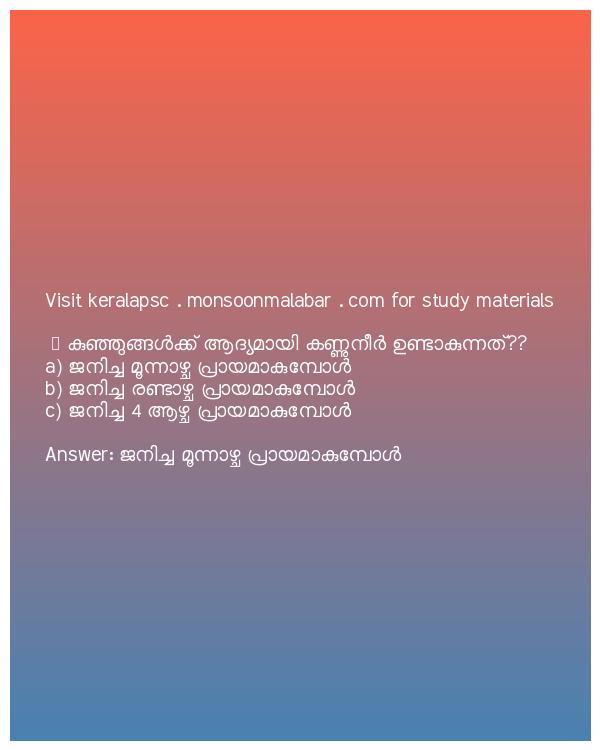 Visit keralapsc . monsoonmalabar . com for study materials
കുഞ്ഞുങ്ങൾക്ക് ആദ്യമായി കണ്ണുനീർ ഉണ്ടാകുന്നത്??
a) ജനിച്ച മൂന്നാഴ്ച പ്രായമാകുമ്പോൾ
b) ജനിച്ച രണ്ടാഴ്ച പ്രായമാകുമ്പോൾ
c) ജനിച്ച 4 ആഴ്ച പ്രായമാകുമ്പോൾ
Answer: ജനിച്ച മൂന്നാഴ്ച പ്രായമാകുമ്പോൾ